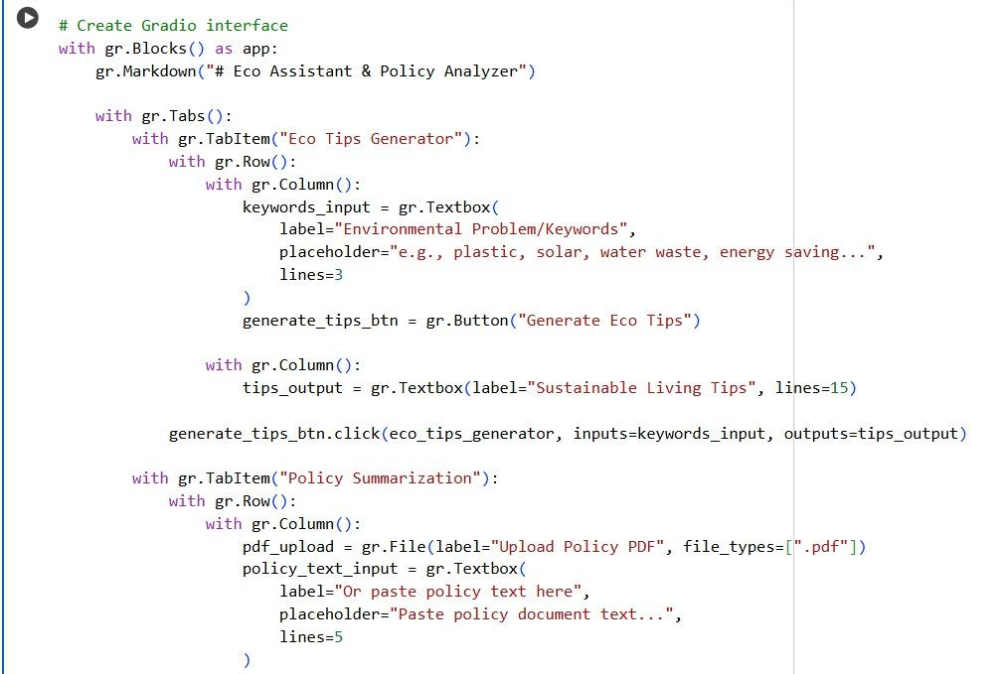 # Create Gradio interface
with gr.Blocks() as app:
    gr.Markdown("# Eco Assistant & Policy Analyzer")

    with gr.Tabs():
        with gr.TabItem("Eco Tips Generator"):
            with gr.Row():
                with gr.Column():
                    keywords_input = gr.Textbox(
                        label="Environmental Problem/Keywords",
                        placeholder="e.g., plastic, solar, water waste, energy saving...",
                        lines=3
                    )
                    generate_tips_btn = gr.Button("Generate Eco Tips")

                with gr.Column():
                    tips_output = gr.Textbox(label="Sustainable Living Tips", lines=15)

            generate_tips_btn.click(eco_tips_generator, inputs=keywords_input, outputs=tips_output)

        with gr.TabItem("Policy Summarization"):
            with gr.Row():
                with gr.Column():
                    pdf_upload = gr.File(label="Upload Policy PDF", file_types=[".pdf"])
                    policy_text_input = gr.Textbox(
                        label="Or paste policy text here",
                        placeholder="Paste policy document text...",
                        lines=5
                    )